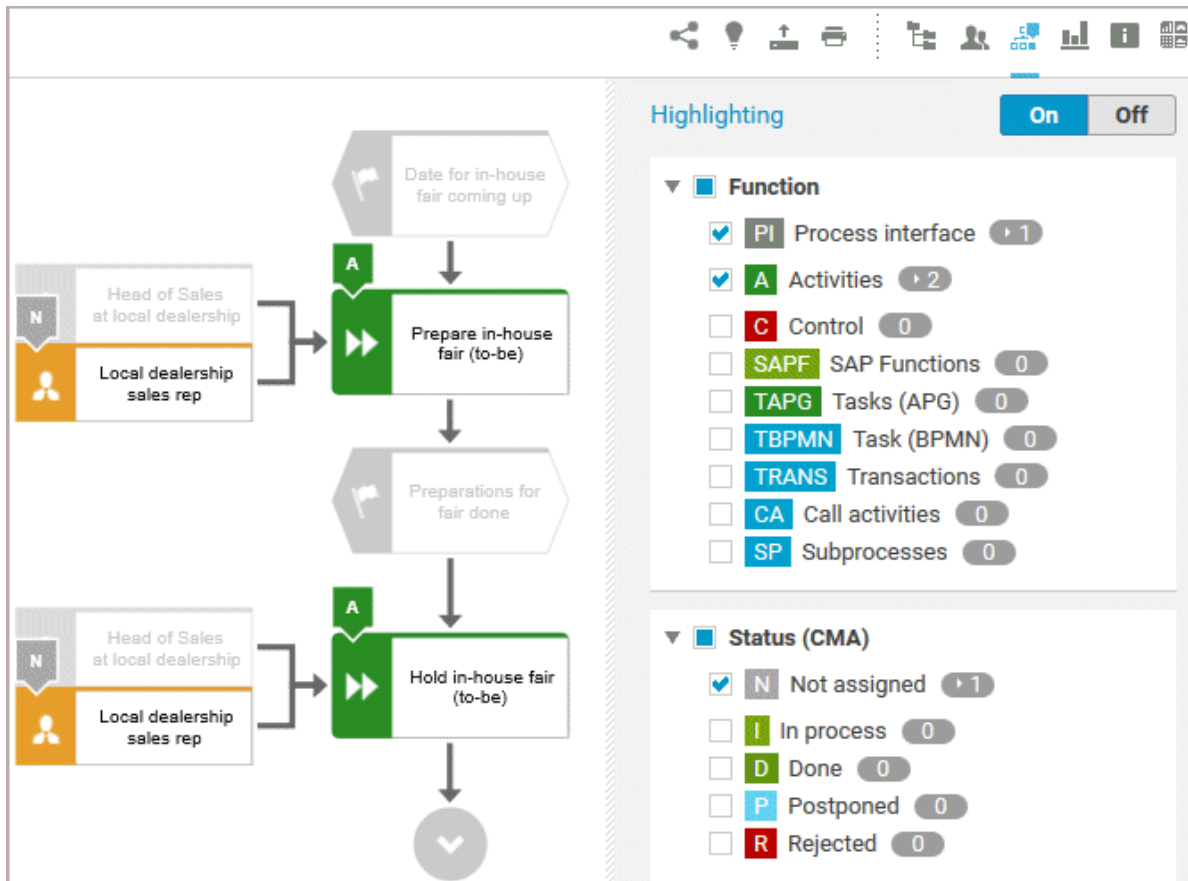 Highlighting
On
Off
Date for in-house
fair coming up
A
Head of Sales
at local dealership
N
Local dealership
sales rep
Prepare in-house
fair (to-be)
Preparations for
fair done
A
Head of Sales
at local dealership
N
Local dealership
sales rep
Hold in-house fair
(to-be)
Function
PI Process interface 1
A Activities 2
C Control 0
SAPF SAP Functions 0
TAPG Tasks (APG) 0
TBPMN Task (BPMN) 0
TRANS Transactions 0
CA Call activities 0
SP Subprocesses 0
Status (CMA)
N Not assigned 1
I In process 0
D Done 0
P Postponed 0
R Rejected 0